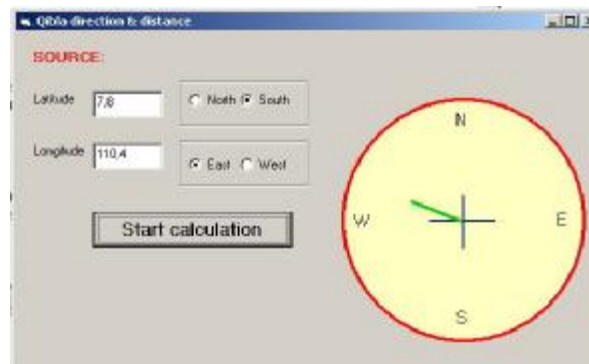 Qibla direction & distance
SOURCE:
Latitude 7,8 North South
Longitude 110,4 East West
Start calculation
N
W E
S